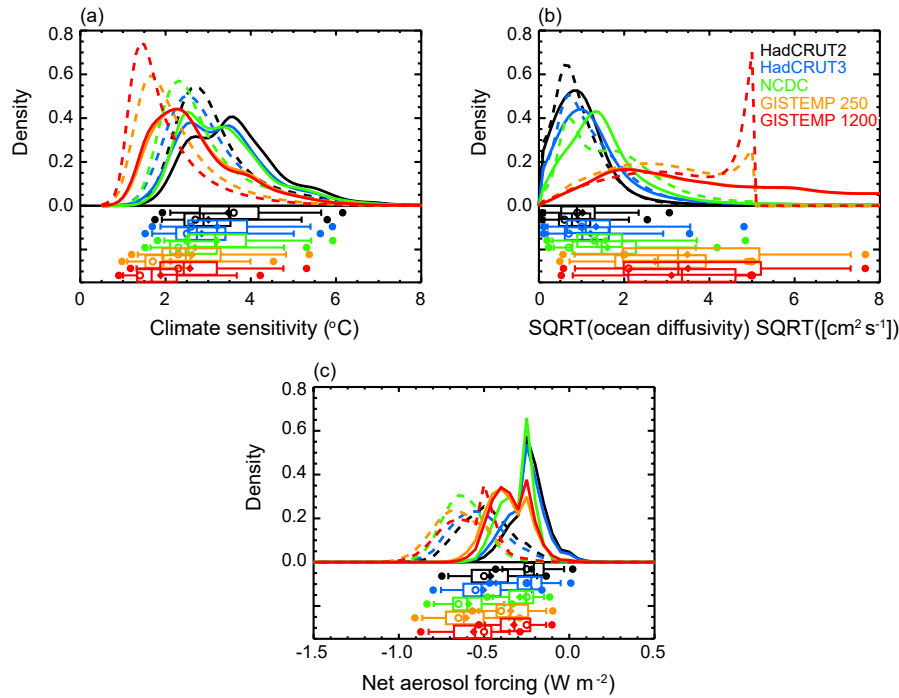 (a)
(b)
0.8
0.6
0.4
0.2
0.0
Density
0
2
4
6
8
Climate sensitivity (°C)
0.8
0.6
0.4
0.2
0.0
Density
HadCRUT2
HadCRUT3
NCDC
GISTEMP 250
GISTEMP 1200
0
2
4
6
8
SQRT(ocean diffusivity) SQRT([cm² s⁻¹])
(c)
0.8
0.6
0.4
0.2
0.0
Density
-1.5
-1.0
-0.5
0.0
0.5
Net aerosol forcing (W m⁻²)